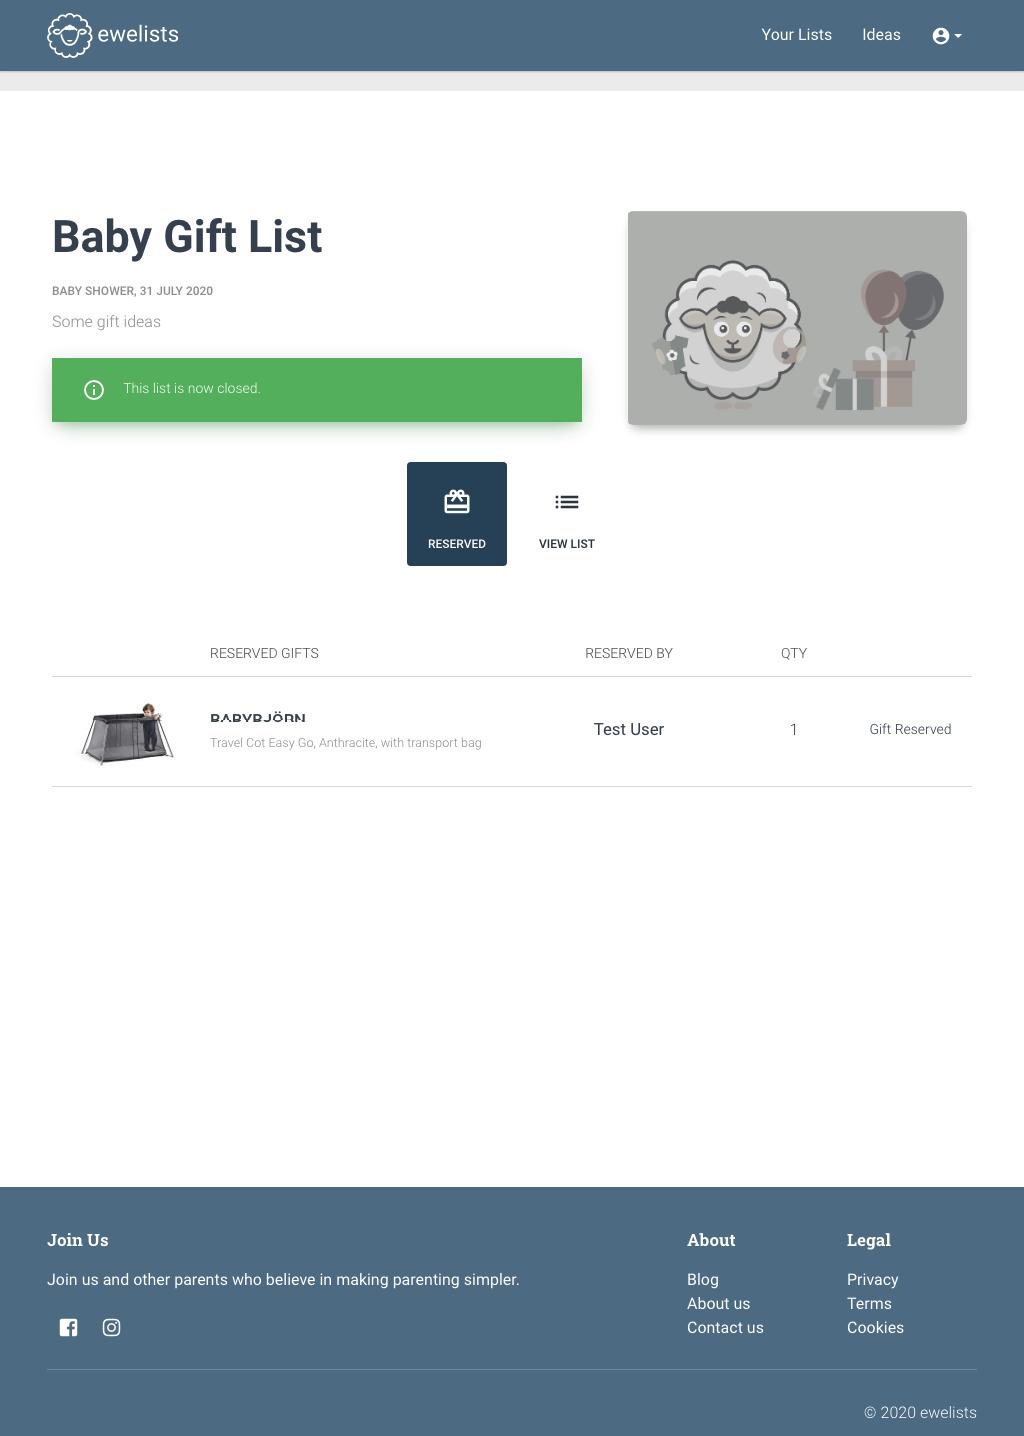 ewelists
Your Lists
Ideas
Baby Gift List
BABY SHOWER, 31 JULY 2020
Some gift ideas
This list is now closed.
RESERVED
VIEW LIST
RESERVED GIFTS
RESERVED BY
QTY
BABYBJÖRN
Travel Cot Easy Go, Anthracite, with transport bag
Test User
1
Gift Reserved
Join Us
Join us and other parents who believe in making parenting simpler.
About
Blog
About us
Contact us
Legal
Privacy
Terms
Cookies
© 2020 ewelists